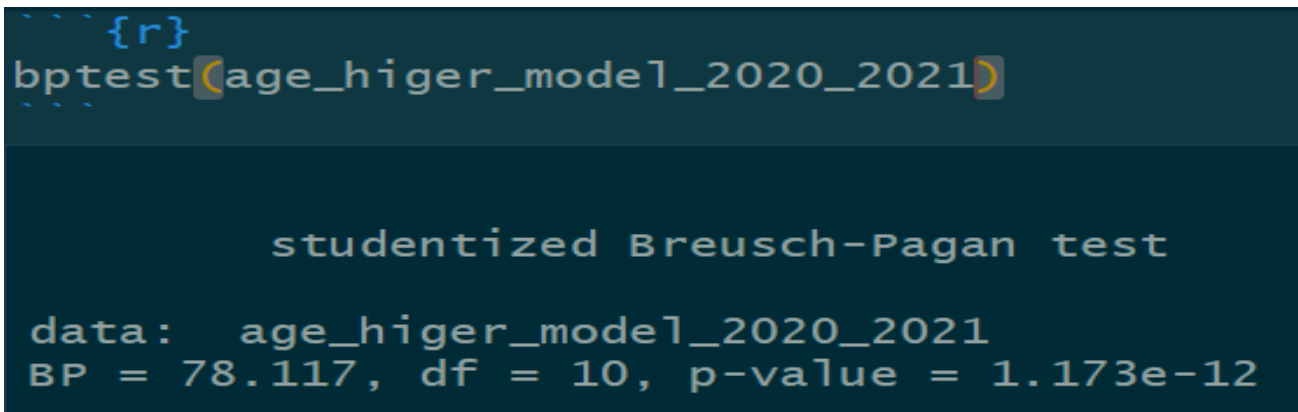 ```{r}
bptest(age_higer_model_2020_2021)
```
studentized Breusch-Pagan test
data: age_higer_model_2020_2021
BP = 78.117, df = 10, p-value = 1.173e-12